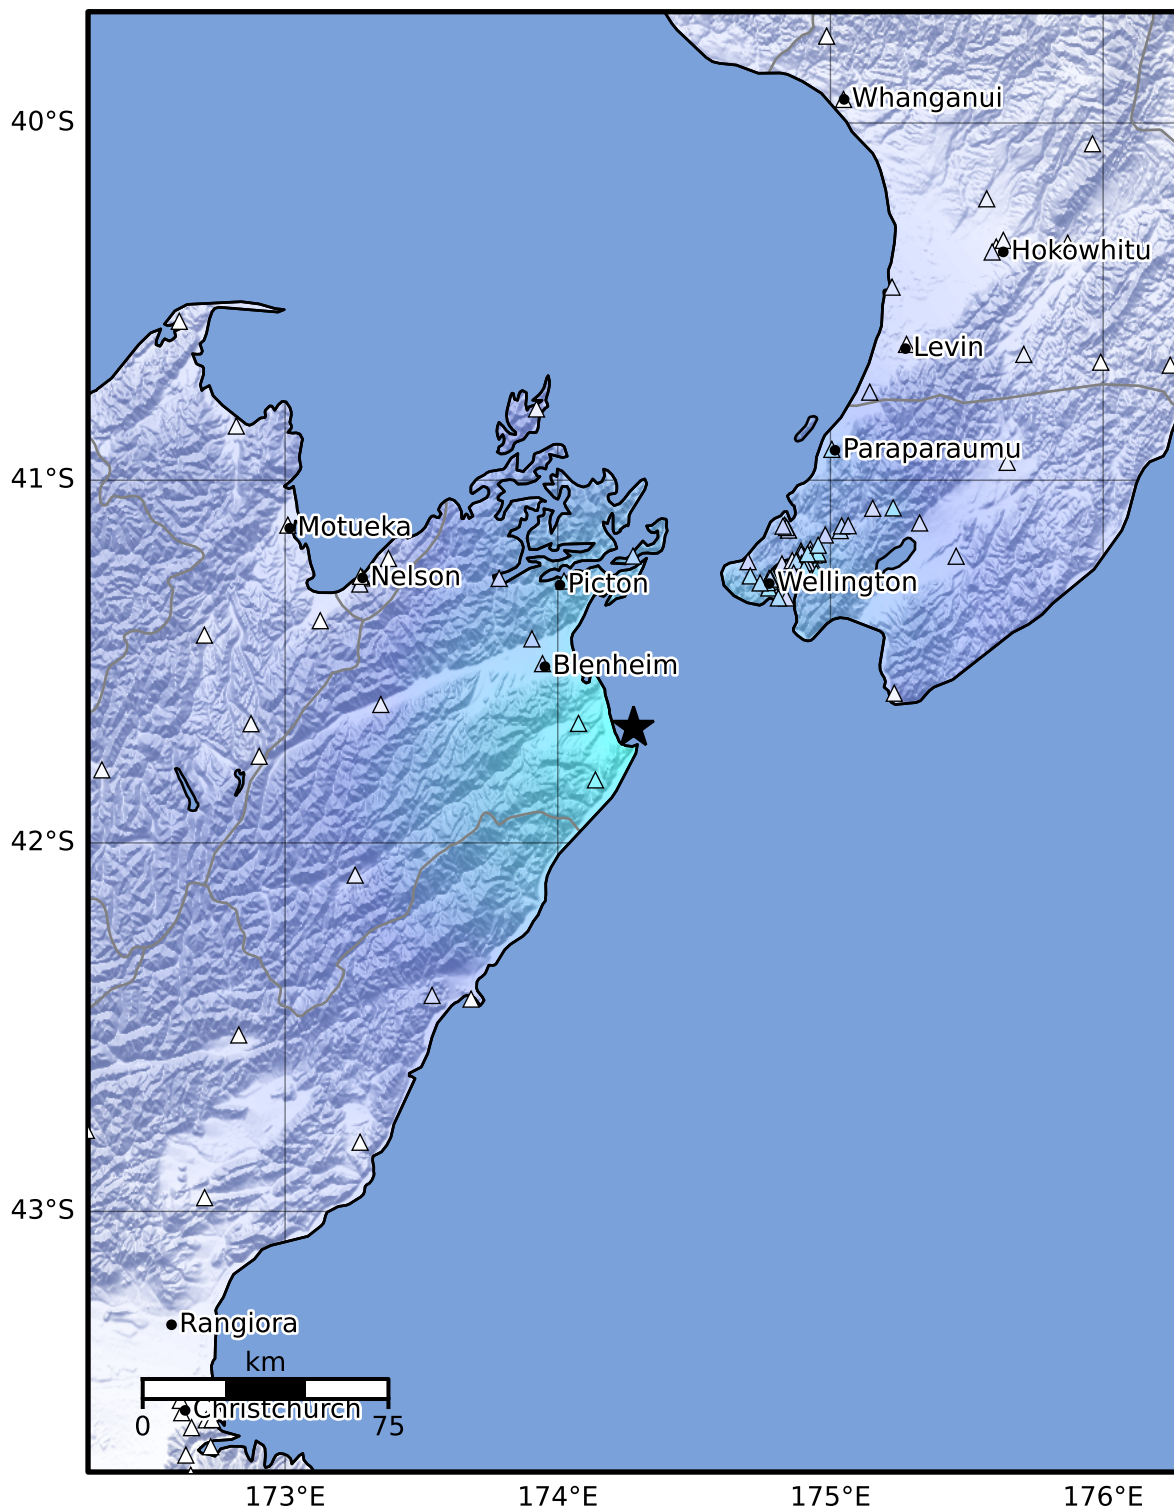 Whanganui
40°S
Hokowhitu
Levin
Paraparaumu
41°S
Motueka
Nelson
Picton
Wellington
Blenheim
42°S
43°S
Rangiora
km
Christchurch
0 75
173°E 174°E 175°E 176°E